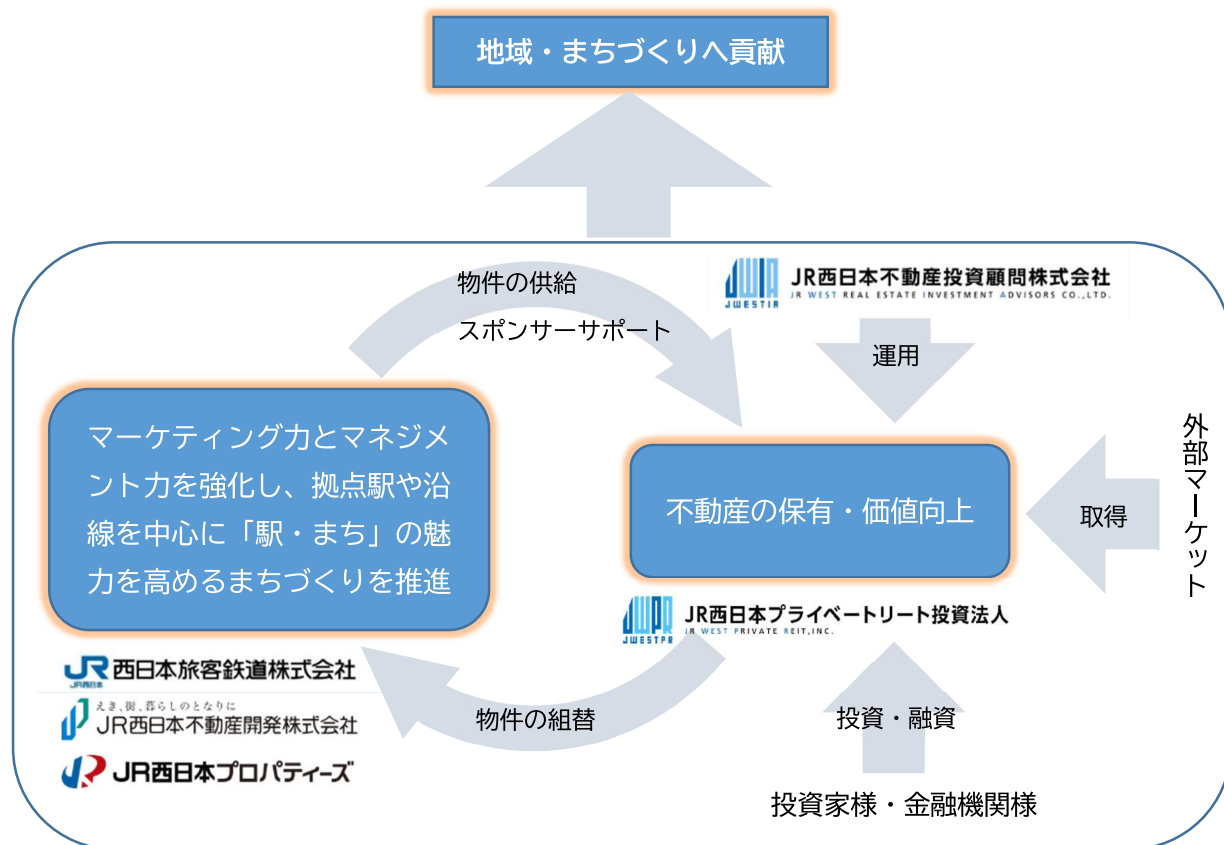 地域・まちづくりへ貢献
物件の供給
スポンサーサポート
JWIA
JWESTIA
JR西日本不動産投資顧問株式会社
JR WEST REAL ESTATE INVESTMENT ADVISORS CO.,LTD.
運用
マーケティング力とマネジメ
ント力を強化し、拠点駅や沿
線を中心に「駅・まち」の魅
力を高めるまちづくりを推進
不動産の保有・価値向上
取得
外部マーケット
JWPR
JWESTPR
JR西日本プライベートリート投資法人
JR WEST PRIVATE REIT,INC.
JR
JR西日本
西日本旅客鉄道株式会社
えき、街、暮らしのとなりに
JR西日本不動産開発株式会社
JR西日本プロパティーズ
物件の組替
投資・融資
投資家様・金融機関様